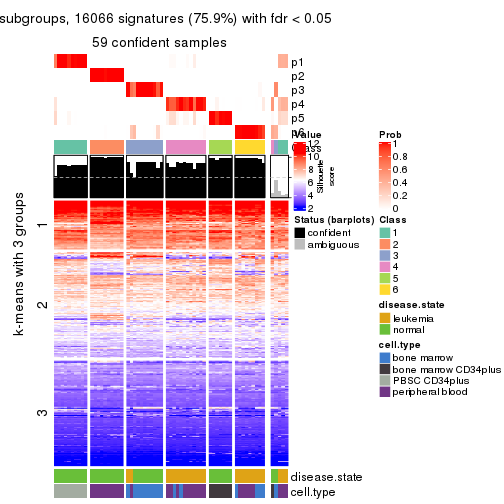 subgroups, 16066 signatures (75.9%) with fdr < 0.05
59 confident samples
p1
p2
p3
p4
p5
p6
Class
k-means with 3 groups
1
2
3
Value
12
10
8
6
4
2
Silhouette
score
Prob
1
0.8
0.6
0.4
0.2
0
Status (barplots)
confident
ambiguous
Class
1
2
3
4
5
6
disease.state
leukemia
normal
cell.type
bone marrow
bone marrow CD34plus
PBSC CD34plus
peripheral blood
disease.state
cell.type